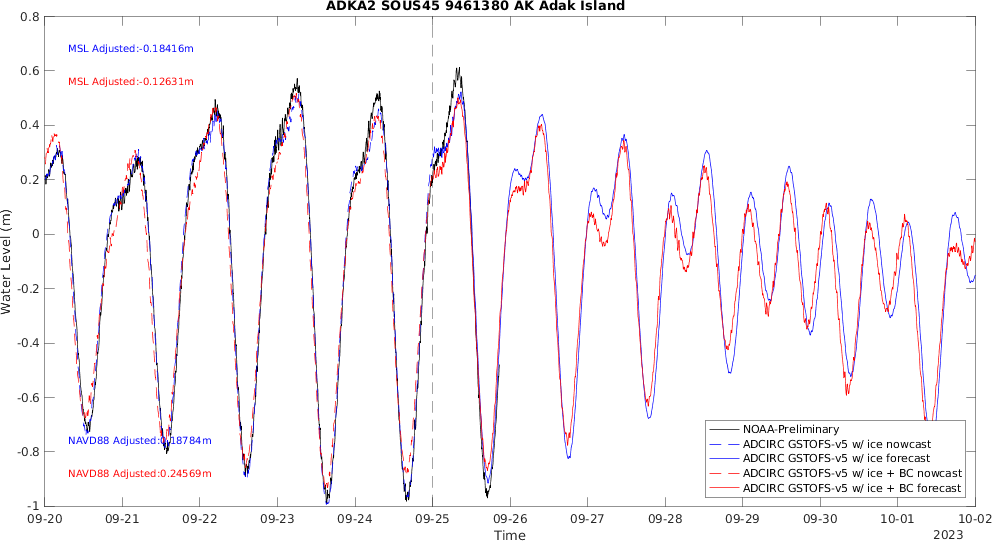 ADKA2 SOUS45 9461380 AK Adak Island
0.8
0.6
0.4
0.2
0
-0.2
-0.4
-0.6
-0.8
-1
Water Level (m)
MSL Adjusted:-0.18416m
MSL Adjusted:-0.12631m
NAVD88 Adjusted:0.18784m
NAVD88 Adjusted:0.24569m
NOAA-Preliminary
ADCIRC GSTOFS-v5 w/ ice nowcast
ADCIRC GSTOFS-v5 w/ ice forecast
ADCIRC GSTOFS-v5 w/ ice + BC nowcast
ADCIRC GSTOFS-v5 w/ ice + BC forecast
09-20 09-21 09-22 09-23 09-24 09-25 09-26 09-27 09-28 09-29 09-30 10-01 10-02
Time
2023